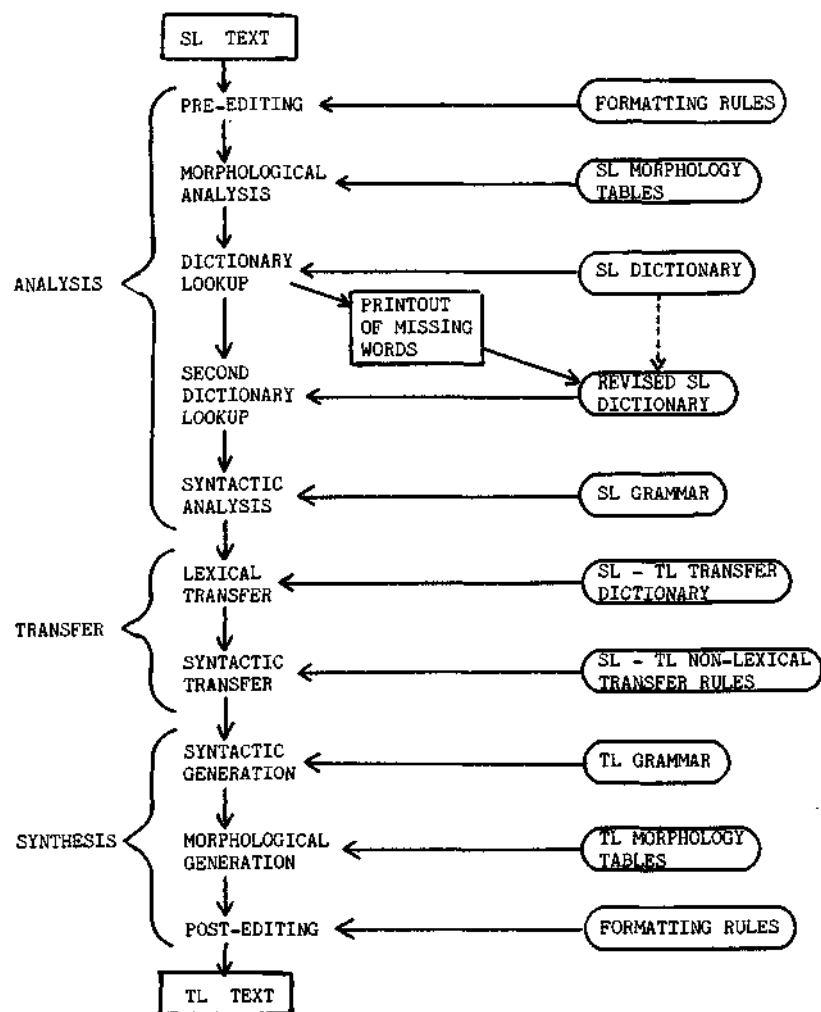 SL TEXT
PRE-EDITING
FORMATTING RULES
MORPHOLOGICAL
ANALYSIS
SL MORPHOLOGY
TABLES
ANALYSIS
DICTIONARY
LOOKUP
SL DICTIONARY
PRINTOUT
OF MISSING
WORDS
SECOND
DICTIONARY
LOOKUP
REVISED SL
DICTIONARY
SYNTACTIC
ANALYSIS
SL GRAMMAR
TRANSFER
LEXICAL
TRANSFER
SL - TL TRANSFER
DICTIONARY
SYNTACTIC
TRANSFER
SL - TL NON-LEXICAL
TRANSFER RULES
SYNTHESIS
SYNTACTIC
GENERATION
TL GRAMMAR
MORPHOLOGICAL
GENERATION
TL MORPHOLOGY
TABLES
POST-EDITING
FORMATTING RULES
TL TEXT